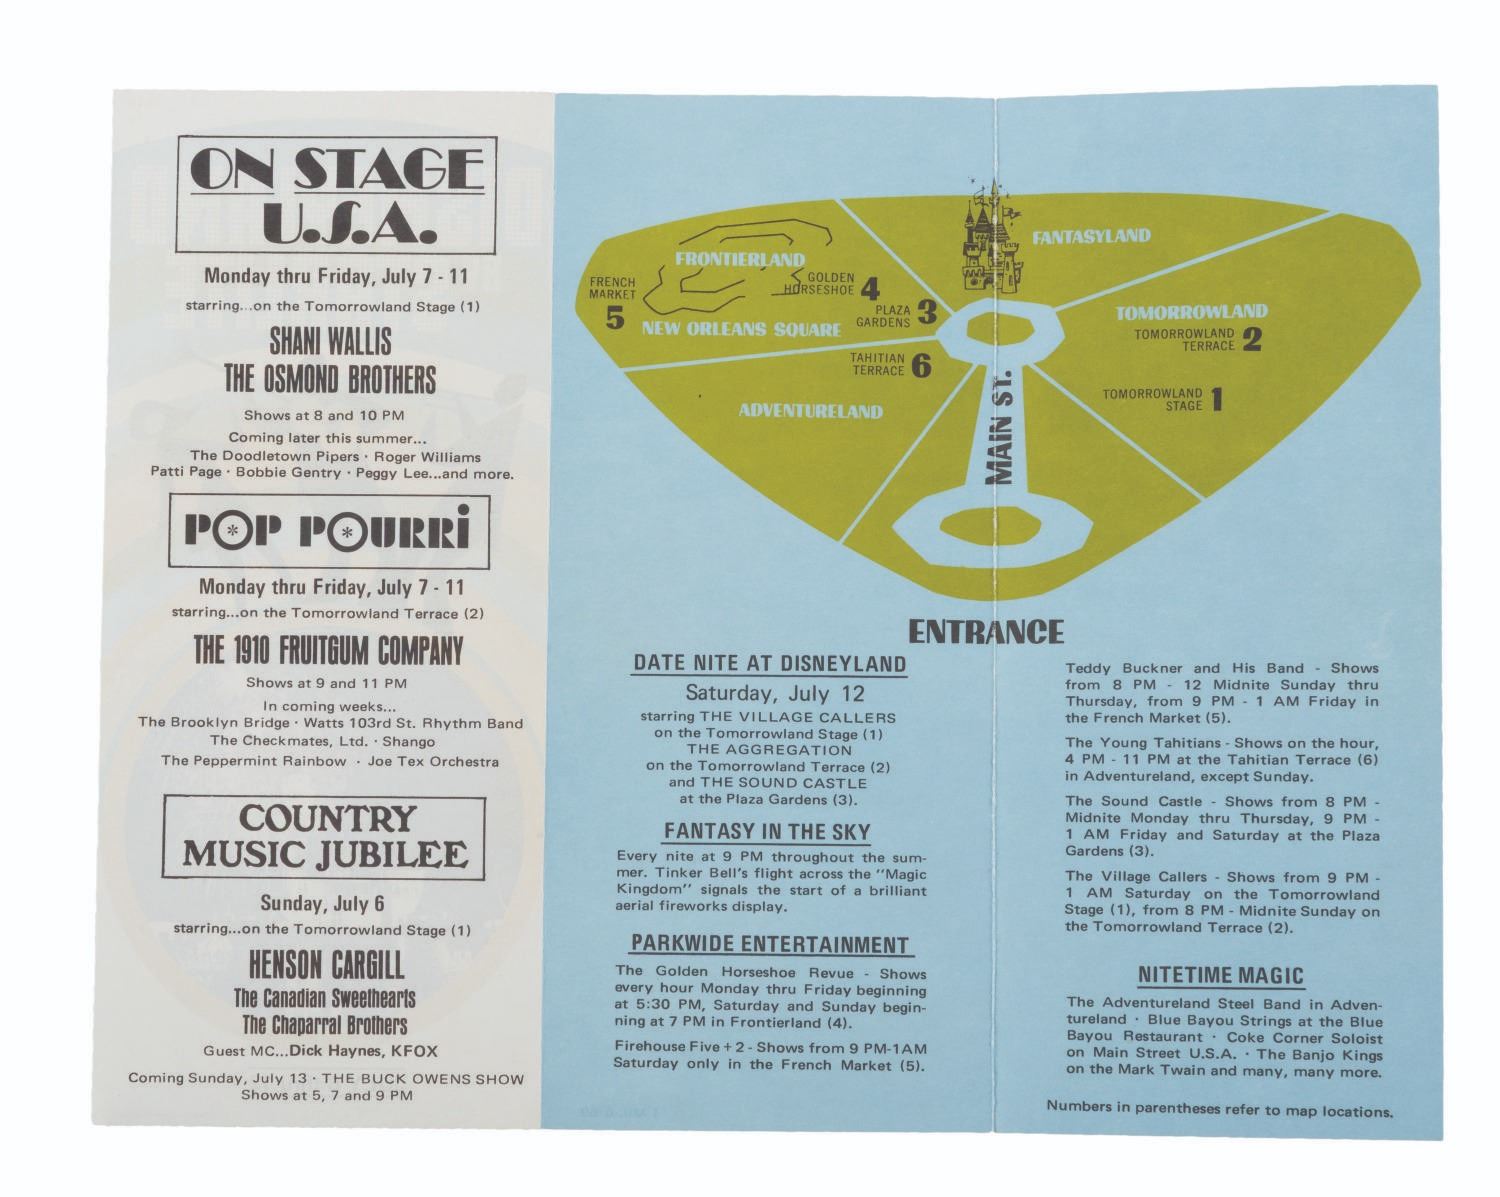 ON STAGE
U.S.A.
Monday thru Friday, July 7 - 11
starring...on the Tomorrowland Stage (1)
SHANI WALLIS
THE OSMOND BROTHERS
Shows at 8 and 10 PM
Coming later this summer...
The Doodletown Pipers · Roger Williams
Patti Page · Bobbie Gentry · Peggy Lee...and more.
POP POURRi
Monday thru Friday, July 7 - 11
starring...on the Tomorrowland Terrace (2)
THE 1910 FRUITGUM COMPANY
Shows at 9 and 11 PM
In coming weeks...
The Brooklyn Bridge · Watts 103rd St. Rhythm Band
The Checkmates, Ltd. · Shango
The Peppermint Rainbow · Joe Tex Orchestra
COUNTRY
MUSIC JUBILEE
Sunday, July 6
starring...on the Tomorrowland Stage (1)
HENSON CARGILL
The Canadian Sweethearts
The Chaparral Brothers
Guest MC...Dick Haynes, KFOX
Coming Sunday, July 13 · THE BUCK OWENS SHOW
Shows at 5, 7 and 9 PM
FANTASYLAND
FRONTIERLAND
FRENCH
MARKET
5
GOLDEN
HORSESHOE 4
PLAZA
GARDENS 3
NEW ORLEANS SQUARE
TOMORROWLAND
TOMORROWLAND
TERRACE 2
TAHITIAN
TERRACE 6
TOMORROWLAND
STAGE 1
ADVENTURELAND
MAIN ST.
ENTRANCE
DATE NITE AT DISNEYLAND
Saturday, July 12
starring THE VILLAGE CALLERS
on the Tomorrowland Stage (1)
THE AGGREGATION
on the Tomorrowland Terrace (2)
and THE SOUND CASTLE
at the Plaza Gardens (3).
FANTASY IN THE SKY
Every nite at 9 PM throughout the sum-
mer. Tinker Bell's flight across the "Magic
Kingdom" signals the start of a brilliant
aerial fireworks display.
PARKWIDE ENTERTAINMENT
The Golden Horseshoe Revue - Shows
every hour Monday thru Friday beginning
at 5:30 PM, Saturday and Sunday begin-
ning at 7 PM in Frontierland (4).
Firehouse Five + 2 - Shows from 9 PM-1AM
Saturday only in the French Market (5).
Teddy Buckner and His Band - Shows
from 8 PM - 12 Midnite Sunday thru
Thursday, from 9 PM - 1 AM Friday in
the French Market (5).
The Young Tahitians - Shows on the hour,
4 PM - 11 PM at the Tahitian Terrace (6)
in Adventureland, except Sunday.
The Sound Castle - Shows from 8 PM -
Midnite Monday thru Thursday, 9 PM -
1 AM Friday and Saturday at the Plaza
Gardens (3).
The Village Callers - Shows from 9 PM -
1 AM Saturday on the Tomorrowland
Stage (1), from 8 PM - Midnite Sunday on
the Tomorrowland Terrace (2).
NITETIME MAGIC
The Adventureland Steel Band in Adven-
tureland · Blue Bayou Strings at the Blue
Bayou Restaurant · Coke Corner Soloist
on Main Street U.S.A. · The Banjo Kings
on the Mark Twain and many, many more.
Numbers in parentheses refer to map locations.